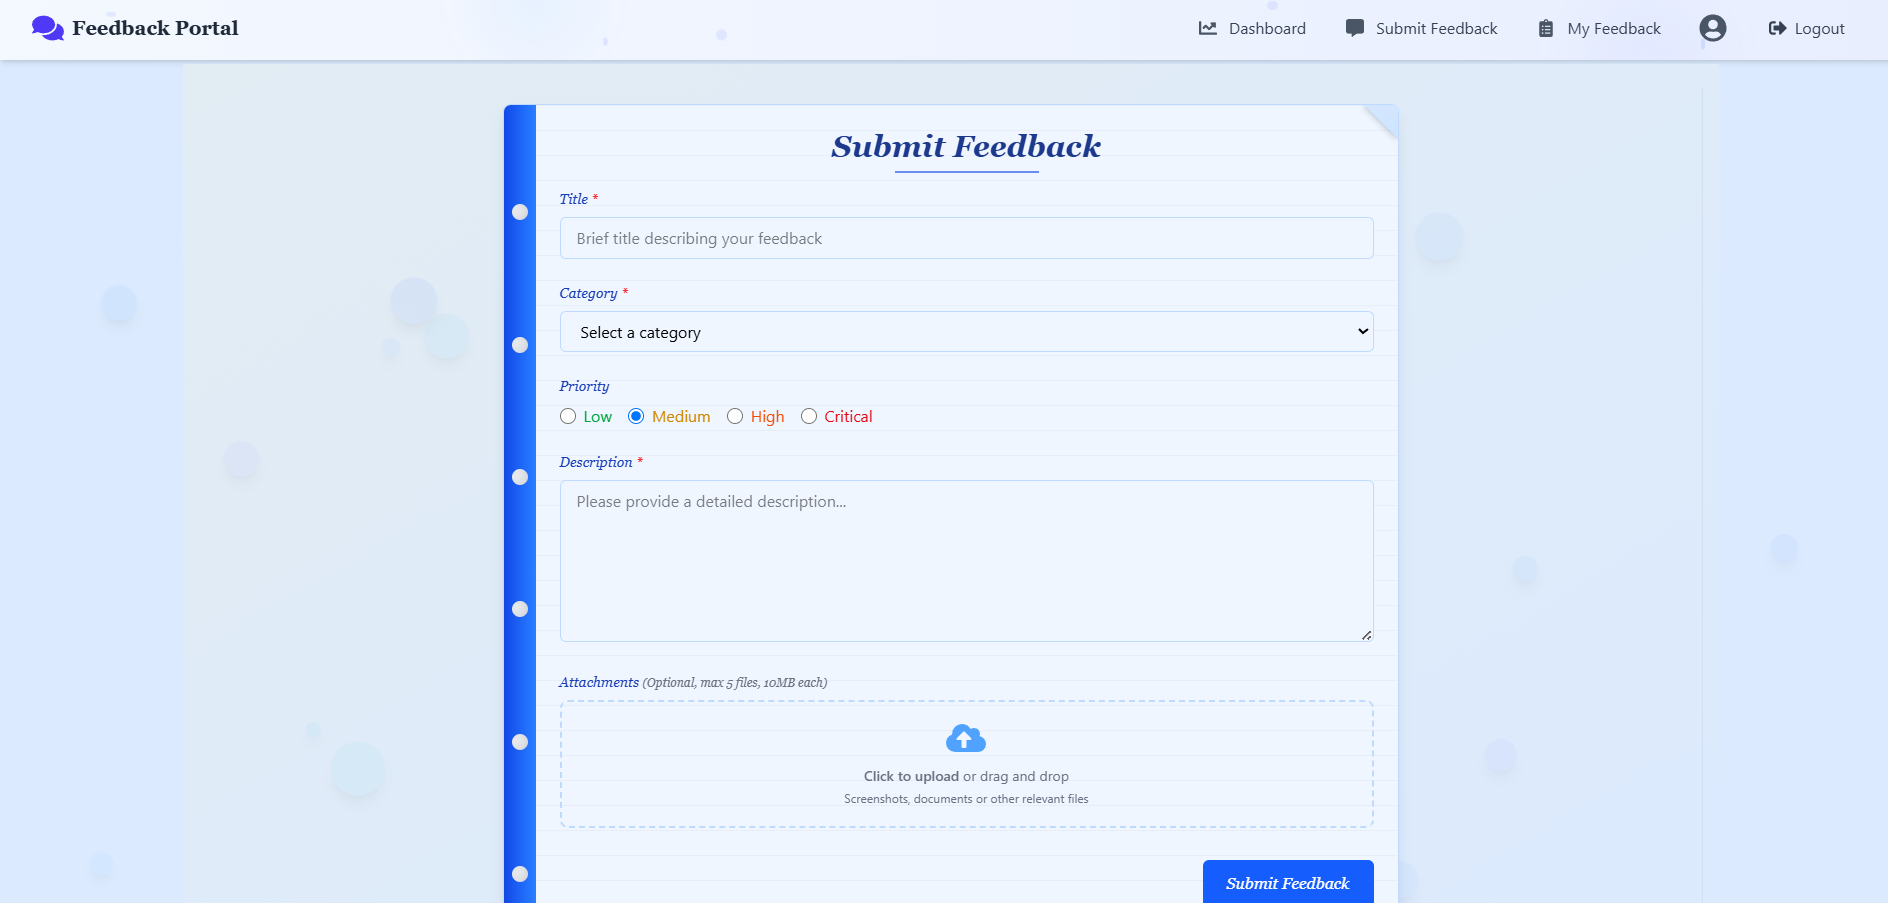 Feedback Portal
Dashboard
Submit Feedback
My Feedback
Logout
Submit Feedback
Title *
Brief title describing your feedback
Category *
Select a category
Priority
Low Medium High Critical
Description *
Please provide a detailed description...
Attachments (Optional, max 5 files, 10MB each)
Click to upload or drag and drop
Screenshots, documents or other relevant files
Submit Feedback